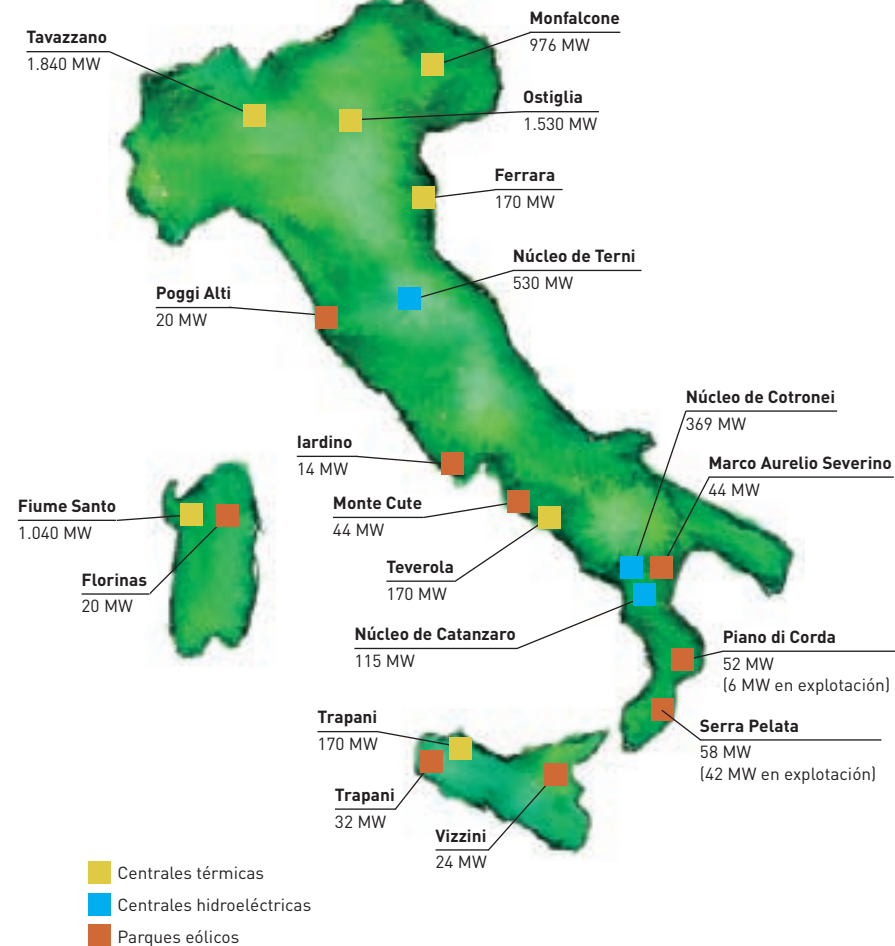 Monfalcone
976 MW
Tavazzano
1.840 MW
Ostiglia
1.530 MW
Ferrara
170 MW
Núcleo de Terni
530 MW
Poggi Alti
20 MW
Núcleo de Cotronei
369 MW
Iardino
14 MW
Marco Aurelio Severino
44 MW
Monte Cute
44 MW
Fiume Santo
1.040 MW
Teverola
170 MW
Florinas
20 MW
Núcleo de Catanzaro
115 MW
Piano di Corda
52 MW
(6 MW en explotación)
Trapani
170 MW
Serra Pelata
58 MW
(42 MW en explotación)
Trapani
32 MW
Vizzini
24 MW
Centrales térmicas
Centrales hidroeléctricas
Parques eólicos